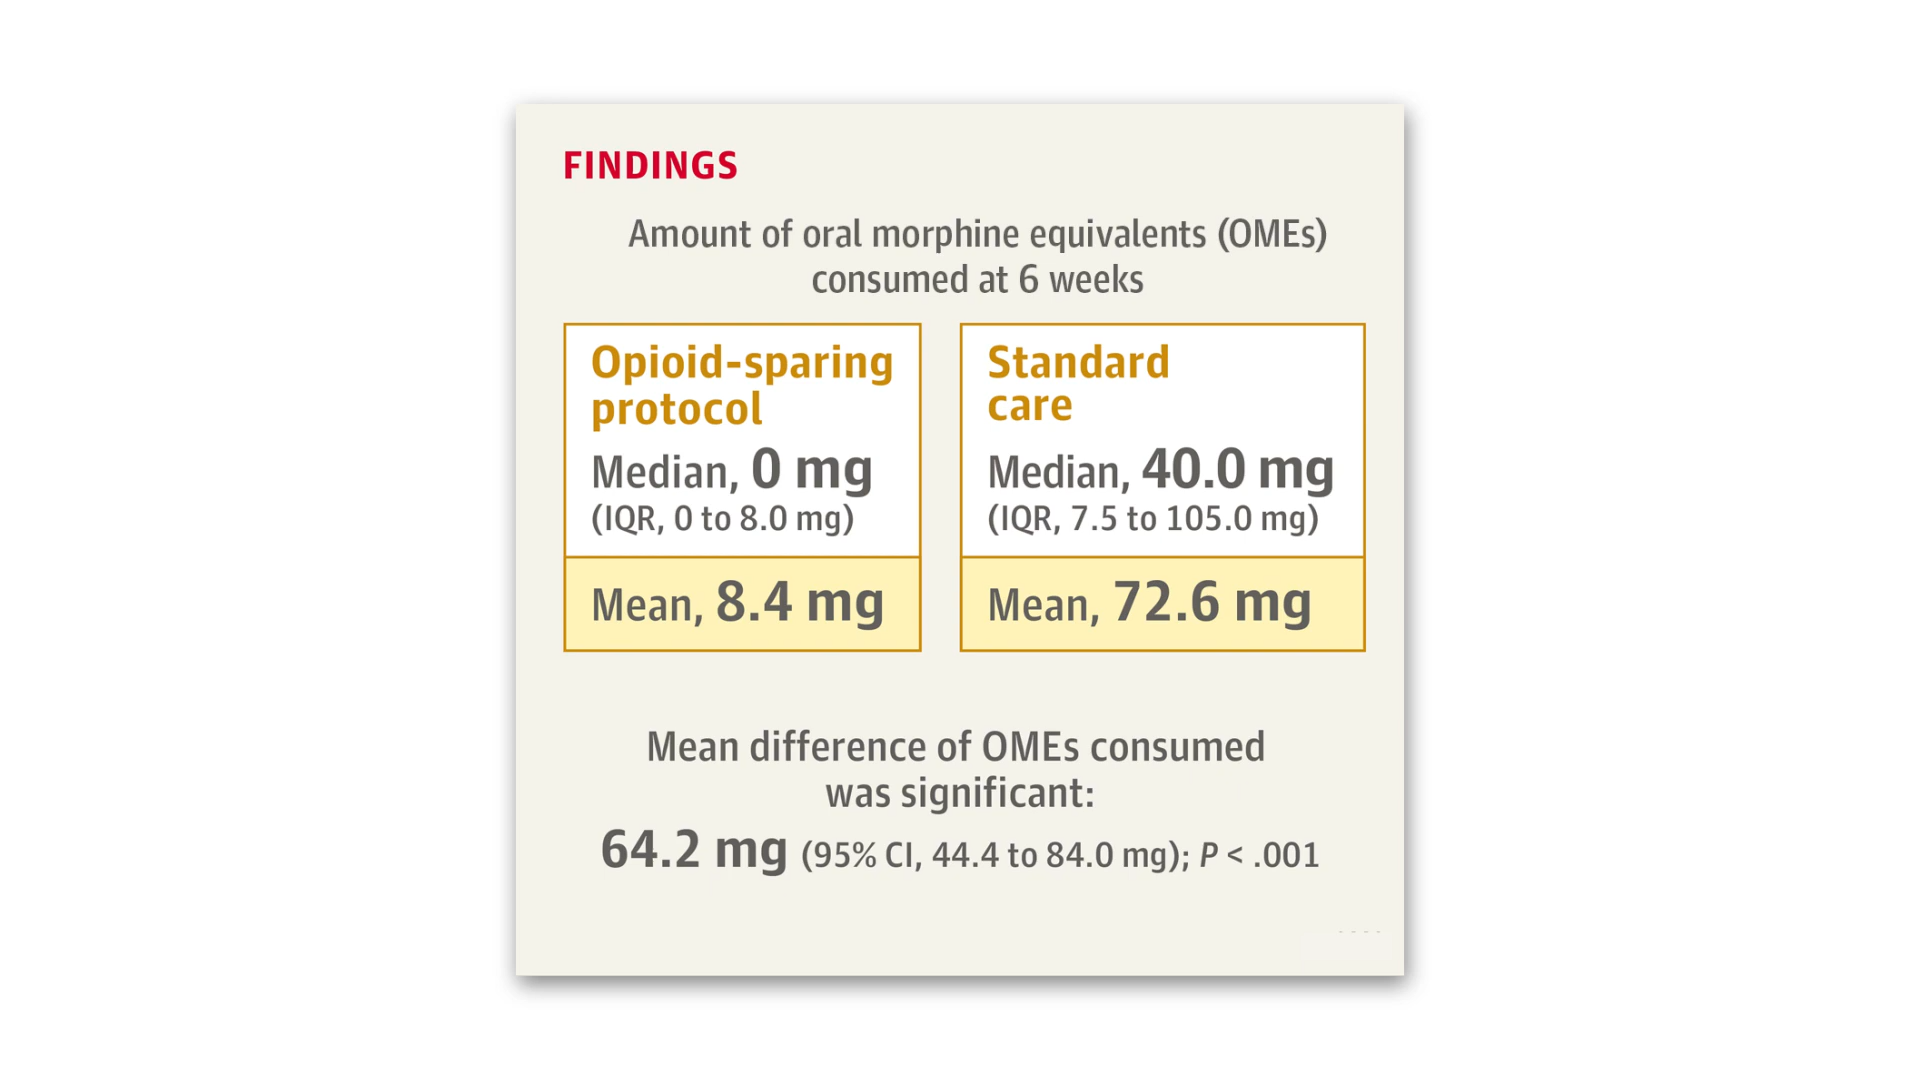 FINDINGS
Amount of oral morphine equivalents (OMEs)
consumed at 6 weeks
Opioid-sparing
protocol
Median, 0 mg
(IQR, 0 to 8.0 mg)
Mean, 8.4 mg
Standard
care
Median, 40.0 mg
(IQR, 7.5 to 105.0 mg)
Mean, 72.6 mg
Mean difference of OMEs consumed
was significant:
64.2 mg (95% CI, 44.4 to 84.0 mg); P < .001